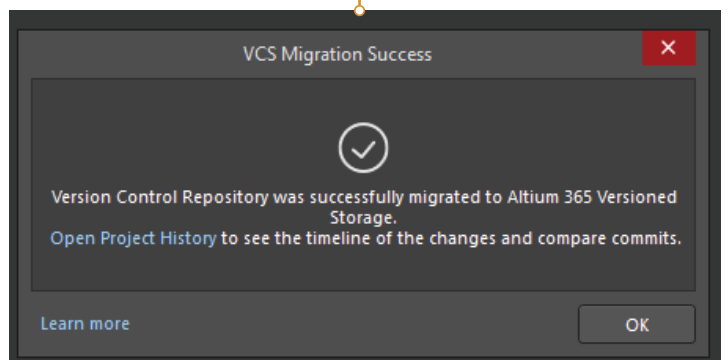 VCS Migration Success
Version Control Repository was successfully migrated to Altium 365 Versioned
Storage.
Open Project History to see the timeline of the changes and compare commits.
Learn more
OK